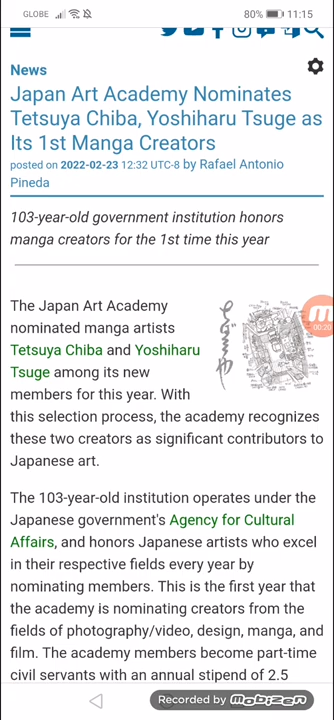 GLOBE 80% 11:15
News
Japan Art Academy Nominates
Tetsuya Chiba, Yoshiharu Tsuge as
Its 1st Manga Creators
posted on 2022-02-23 12:32 UTC-8 by Rafael Antonio
Pineda
103-year-old government institution honors
manga creators for the 1st time this year
The Japan Art Academy
nominated manga artists
Tetsuya Chiba and Yoshiharu
Tsuge among its new
members for this year. With
this selection process, the academy recognizes
these two creators as significant contributors to
Japanese art.
00:20
The 103-year-old institution operates under the
Japanese government's Agency for Cultural
Affairs, and honors Japanese artists who excel
in their respective fields every year by
nominating members. This is the first year that
the academy is nominating creators from the
fields of photography/video, design, manga, and
film. The academy members become part-time
civil servants with an annual stipend of 2.5
Recorded by mobizen